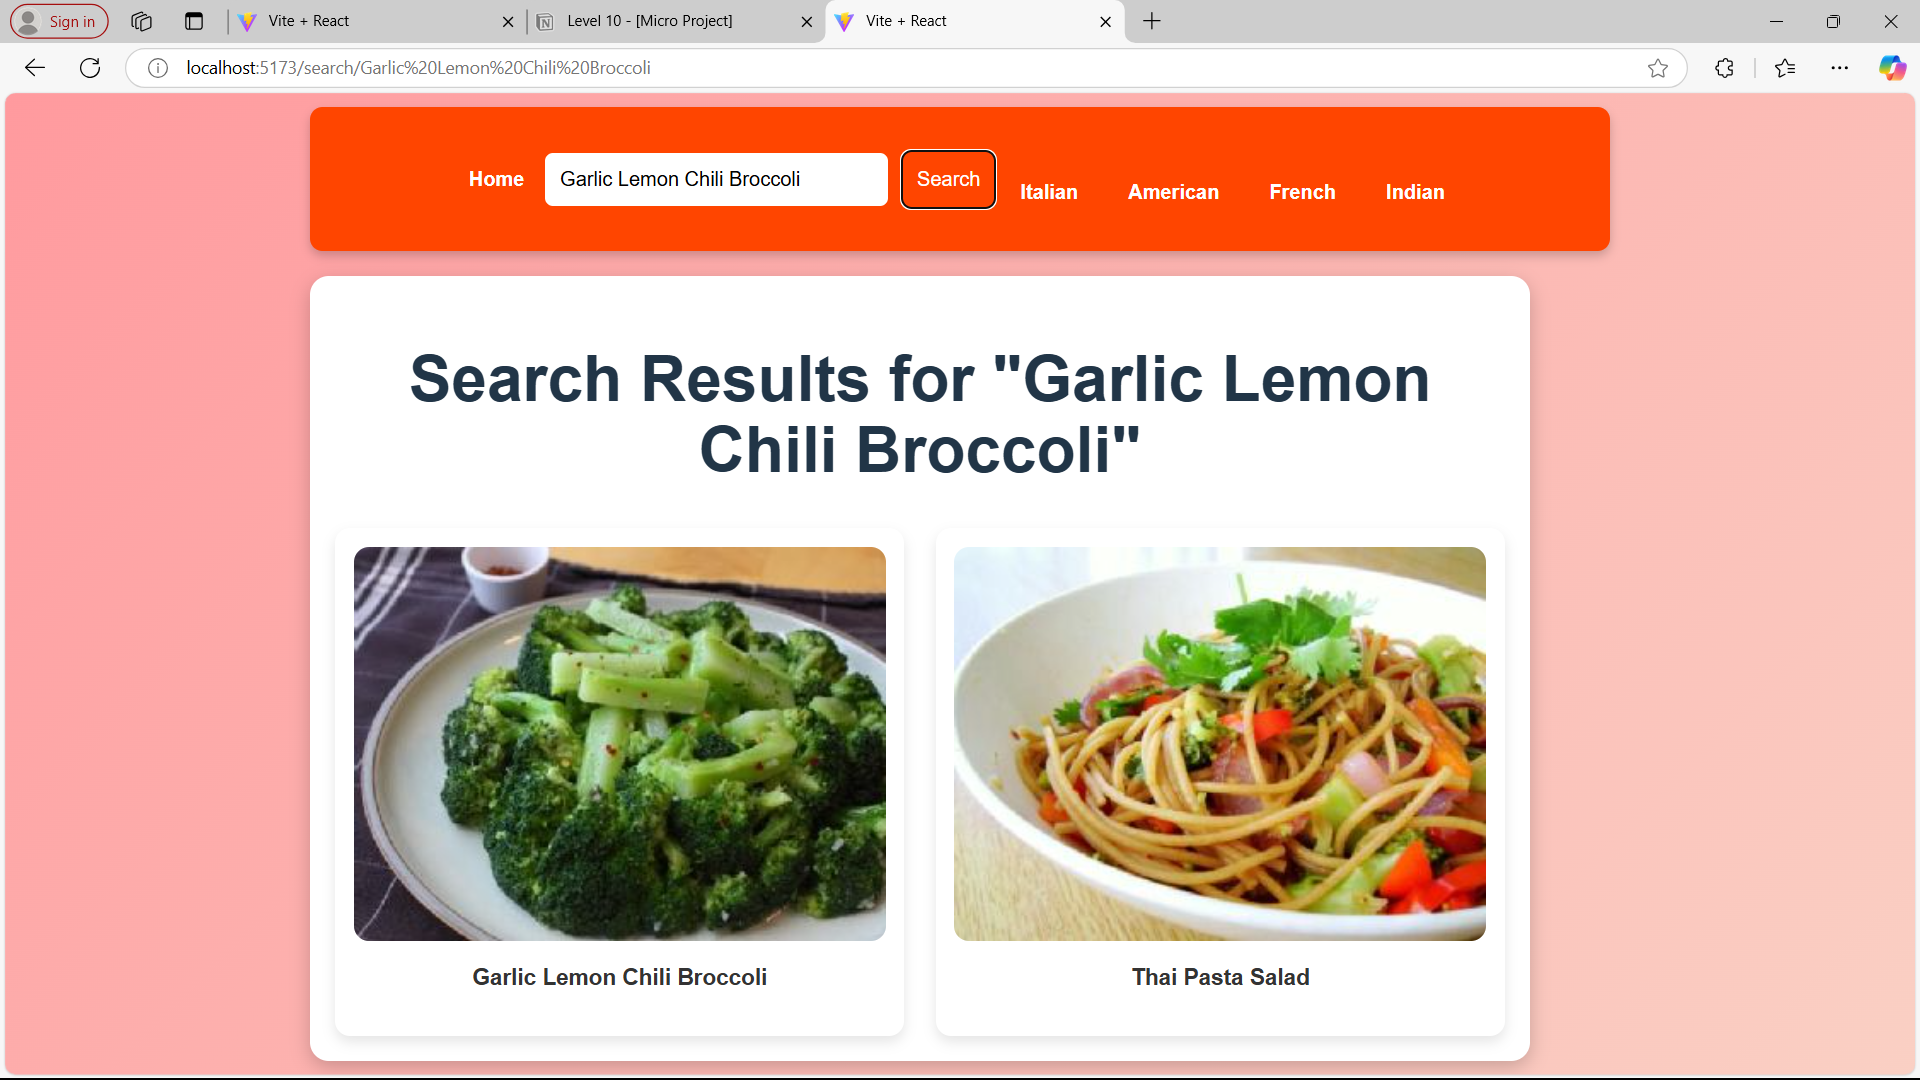 Sign in
Vite + React
Level 10 - [Micro Project]
Vite + React
localhost:5173/search/Garlic%20Lemon%20Chili%20Broccoli
Home
Garlic Lemon Chili Broccoli
Search
Italian
American
French
Indian
Search Results for "Garlic Lemon
Chili Broccoli"
Garlic Lemon Chili Broccoli
Thai Pasta Salad